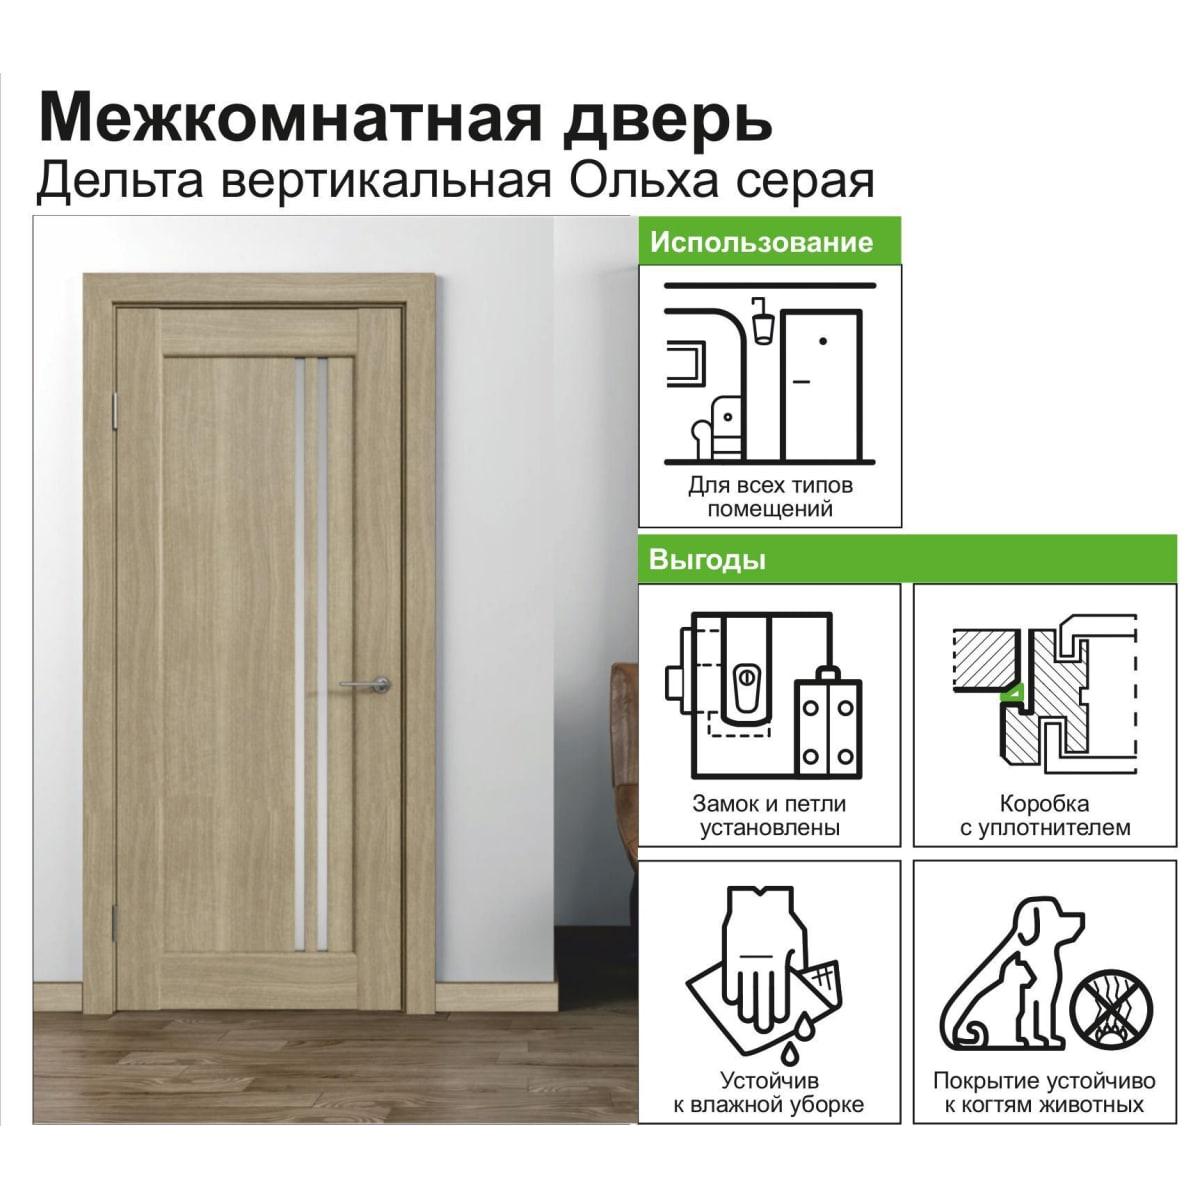 Межкомнатная дверь
Дельта вертикальная Ольха серая
Использование
Для всех типов
помещений
Выгоды
Замок и петли
установлены
Коробка
с уплотнителем
Устойчив
к влажной уборке
Покрытие устойчиво
к когтям животных